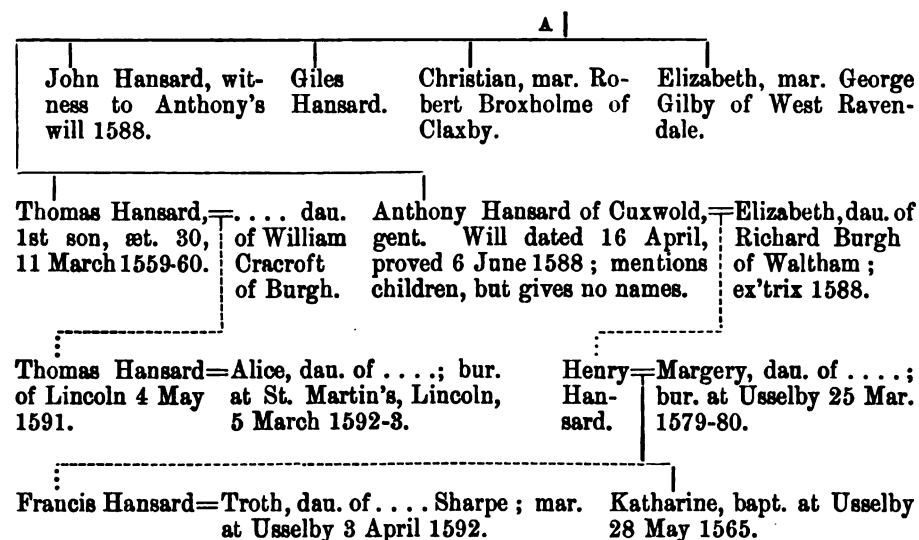 A
John Hansard, wit-
ness to Anthony's
will 1588.
Giles
Hansard.
Christian, mar. Ro-
bert Broxholme of
Claxby.
Elizabeth, mar. George
Gilby of West Raven-
dale.
Thomas Hansard,
1st son, æt. 30,
11 March 1559-60.
=
. . . . dau.
of William
Cracroft
of Burgh.
Anthony Hansard of Cuxwold,
gent. Will dated 16 April,
proved 6 June 1588 ; mentions
children, but gives no names.
=
Elizabeth, dau. of
Richard Burgh
of Waltham ;
ex'trix 1588.
Thomas Hansard
of Lincoln 4 May
1591.
=
Alice, dau. of . . . .; bur.
at St. Martin's, Lincoln,
5 March 1592-3.
Henry
Han-
sard.
=
Margery, dau. of . . . . ;
bur. at Usselby 25 Mar.
1579-80.
Francis Hansard
=
Troth, dau. of . . . . Sharpe ; mar.
at Usselby 3 April 1592.
Katharine, bapt. at Usselby
28 May 1565.